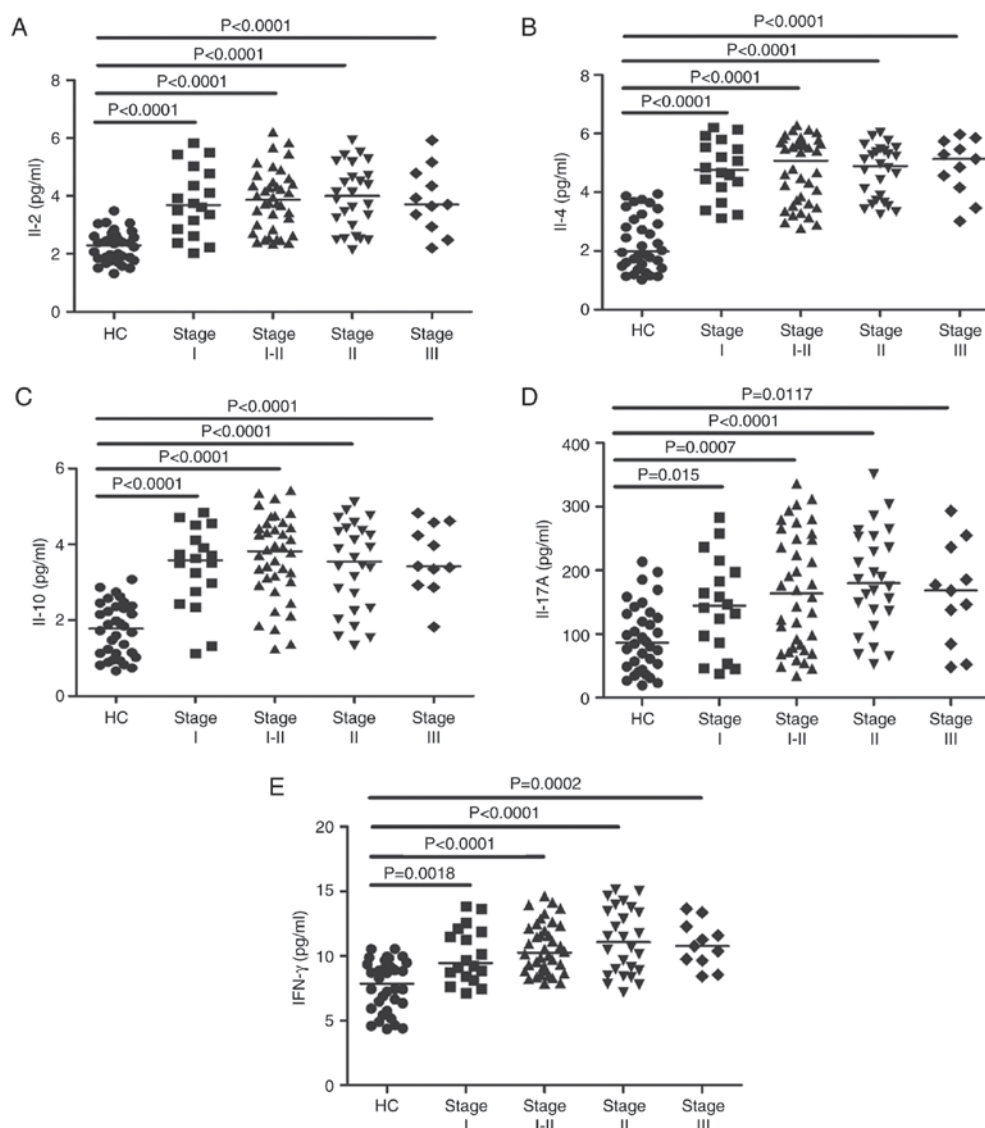 A
P<0.0001
P<0.0001
P<0.0001
P<0.0001
Il-2 (pg/ml)
8
6
4
2
0
HC
Stage I
Stage I-II
Stage II
Stage III
B
P<0.0001
P<0.0001
P<0.0001
P<0.0001
Il-4 (pg/ml)
8
6
4
2
0
HC
Stage I
Stage I-II
Stage II
Stage III
C
P<0.0001
P<0.0001
P<0.0001
P<0.0001
Il-10 (pg/ml)
6
4
2
0
HC
Stage I
Stage I-II
Stage II
Stage III
D
P=0.0117
P<0.0001
P=0.0007
P=0.015
Il-17A (pg/ml)
400
300
200
100
0
HC
Stage I
Stage I-II
Stage II
Stage III
E
P=0.0002
P<0.0001
P<0.0001
P=0.0018
IFN-γ (pg/ml)
20
15
10
5
0
HC
Stage I
Stage I-II
Stage II
Stage III